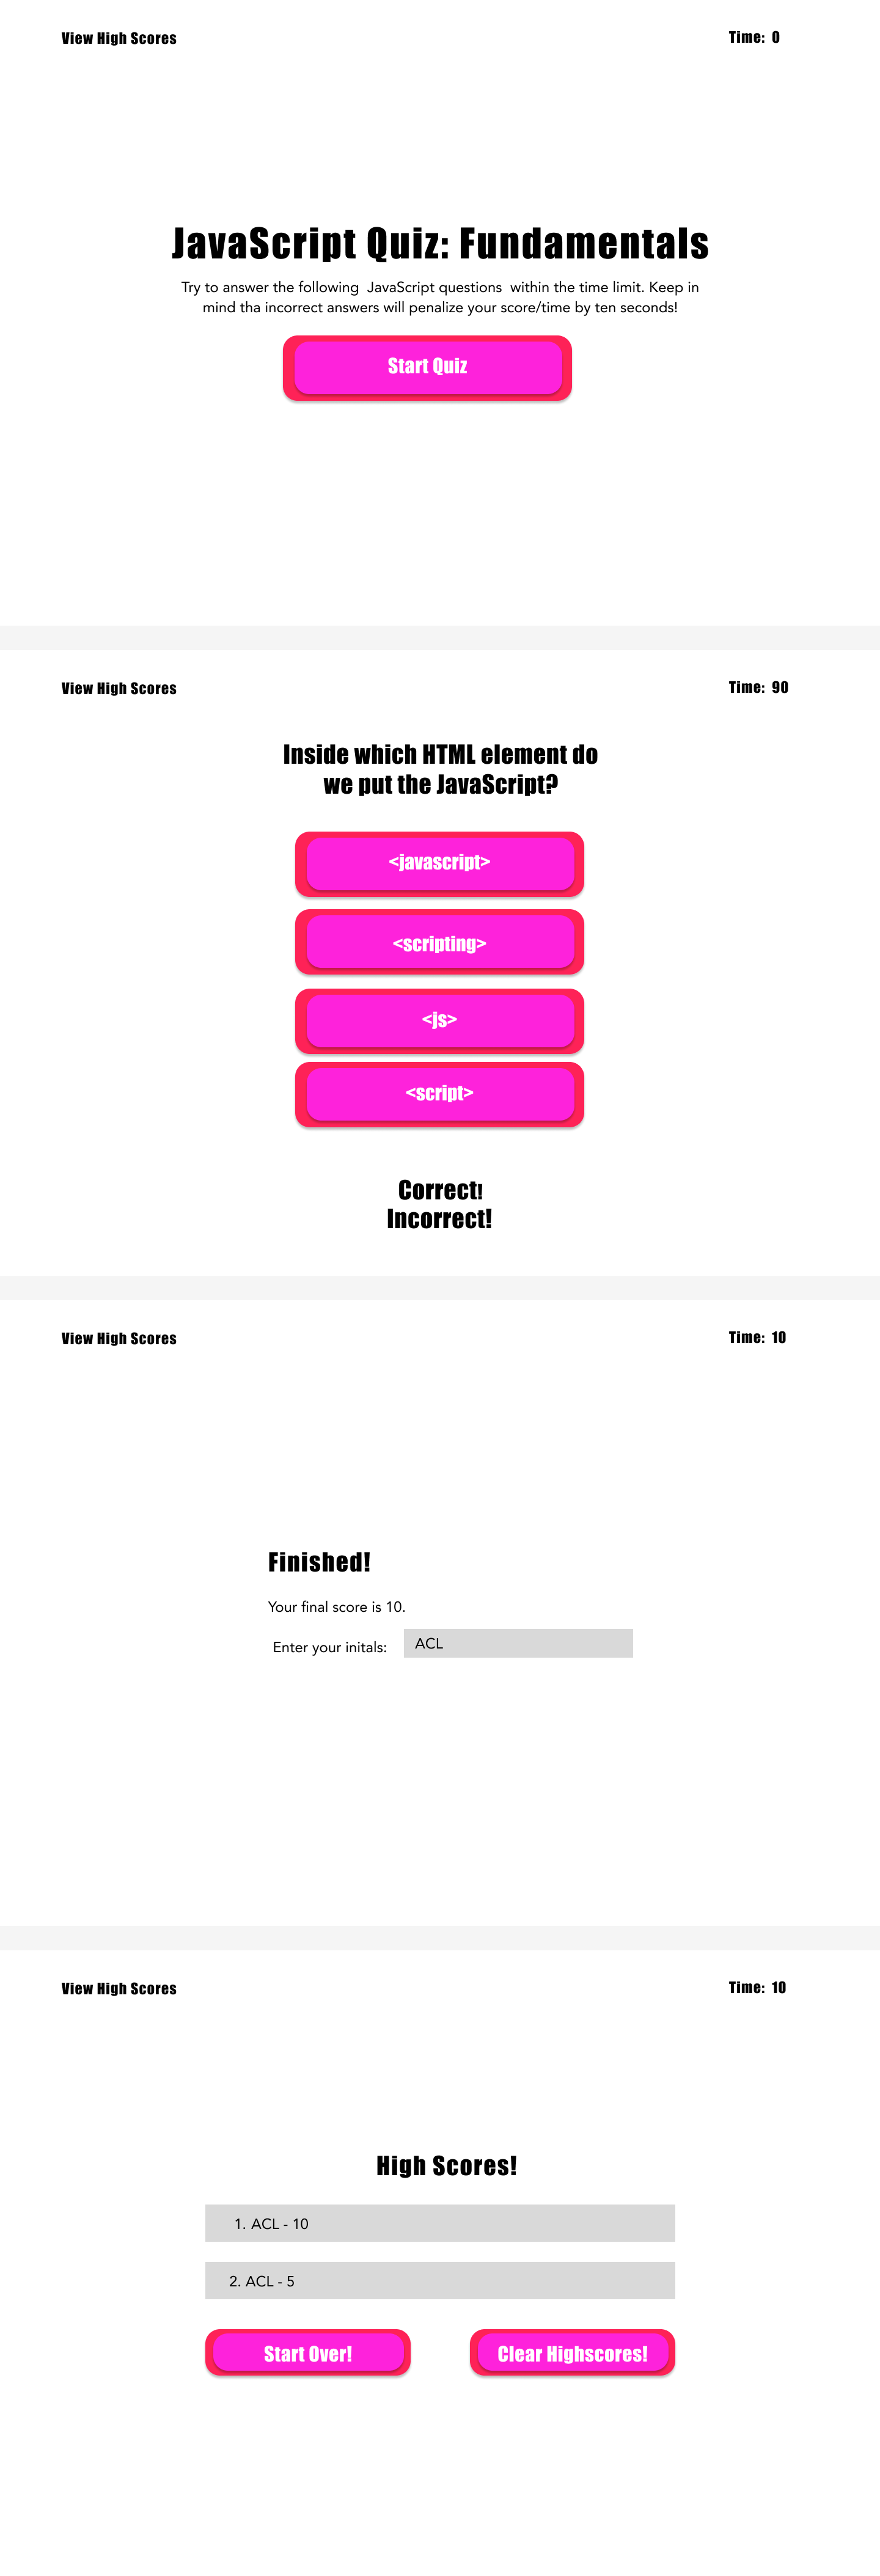 View High Scores
Time: 0
JavaScript Quiz: Fundamentals
Try to answer the following JavaScript questions within the time limit. Keep in
mind tha incorrect answers will penalize your score/time by ten seconds!
Start Quiz
View High Scores
Time: 90
Inside which HTML element do
we put the JavaScript?
<javascript>
<scripting>
<js>
<script>
Correct!
Incorrect!
View High Scores
Time: 10
Finished!
Your final score is 10.
Enter your initals:
ACL
View High Scores
Time: 10
High Scores!
1. ACL - 10
2. ACL - 5
Start Over!
Clear Highscores!